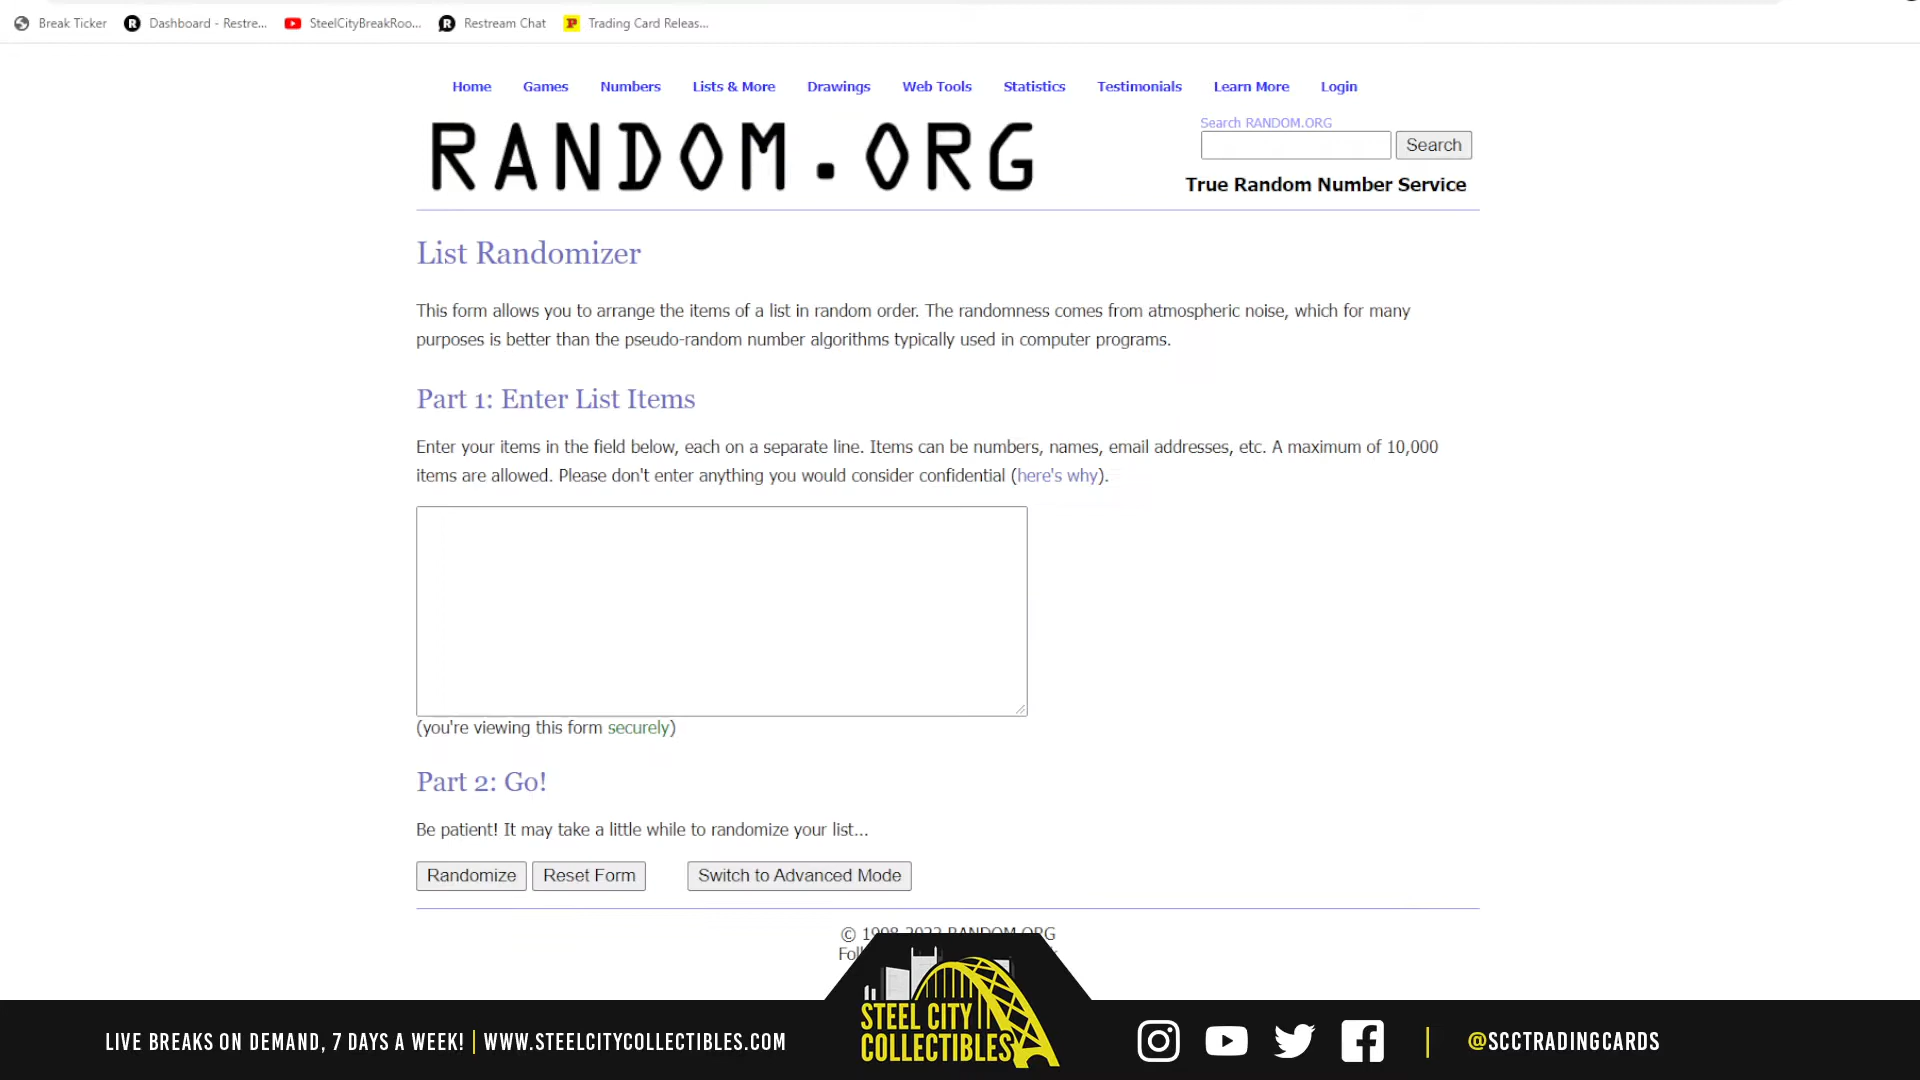 Break Ticker
Dashboard - Restre...
SteelCityBreakRoo...
Restream Chat
Trading Card Releas...
Home Games Numbers Lists & More Drawings Web Tools Statistics Testimonials Learn More Login
RANDOM.ORG
Search RANDOM.ORG
Search
True Random Number Service
List Randomizer
This form allows you to arrange the items of a list in random order. The randomness comes from atmospheric noise, which for many
purposes is better than the pseudo-random number algorithms typically used in computer programs.
Part 1: Enter List Items
Enter your items in the field below, each on a separate line. Items can be numbers, names, email addresses, etc. A maximum of 10,000
items are allowed. Please don't enter anything you would consider confidential (here's why).
(you're viewing this form securely)
Part 2: Go!
Be patient! It may take a little while to randomize your list...
Randomize Reset Form Switch to Advanced Mode
© 1998-2022 RANDOM.ORG
STEEL CITY
COLLECTIBLES
LIVE BREAKS ON DEMAND, 7 DAYS A WEEK! | WWW.STEELCITYCOLLECTIBLES.COM
| @SCCTRADINGCARDS